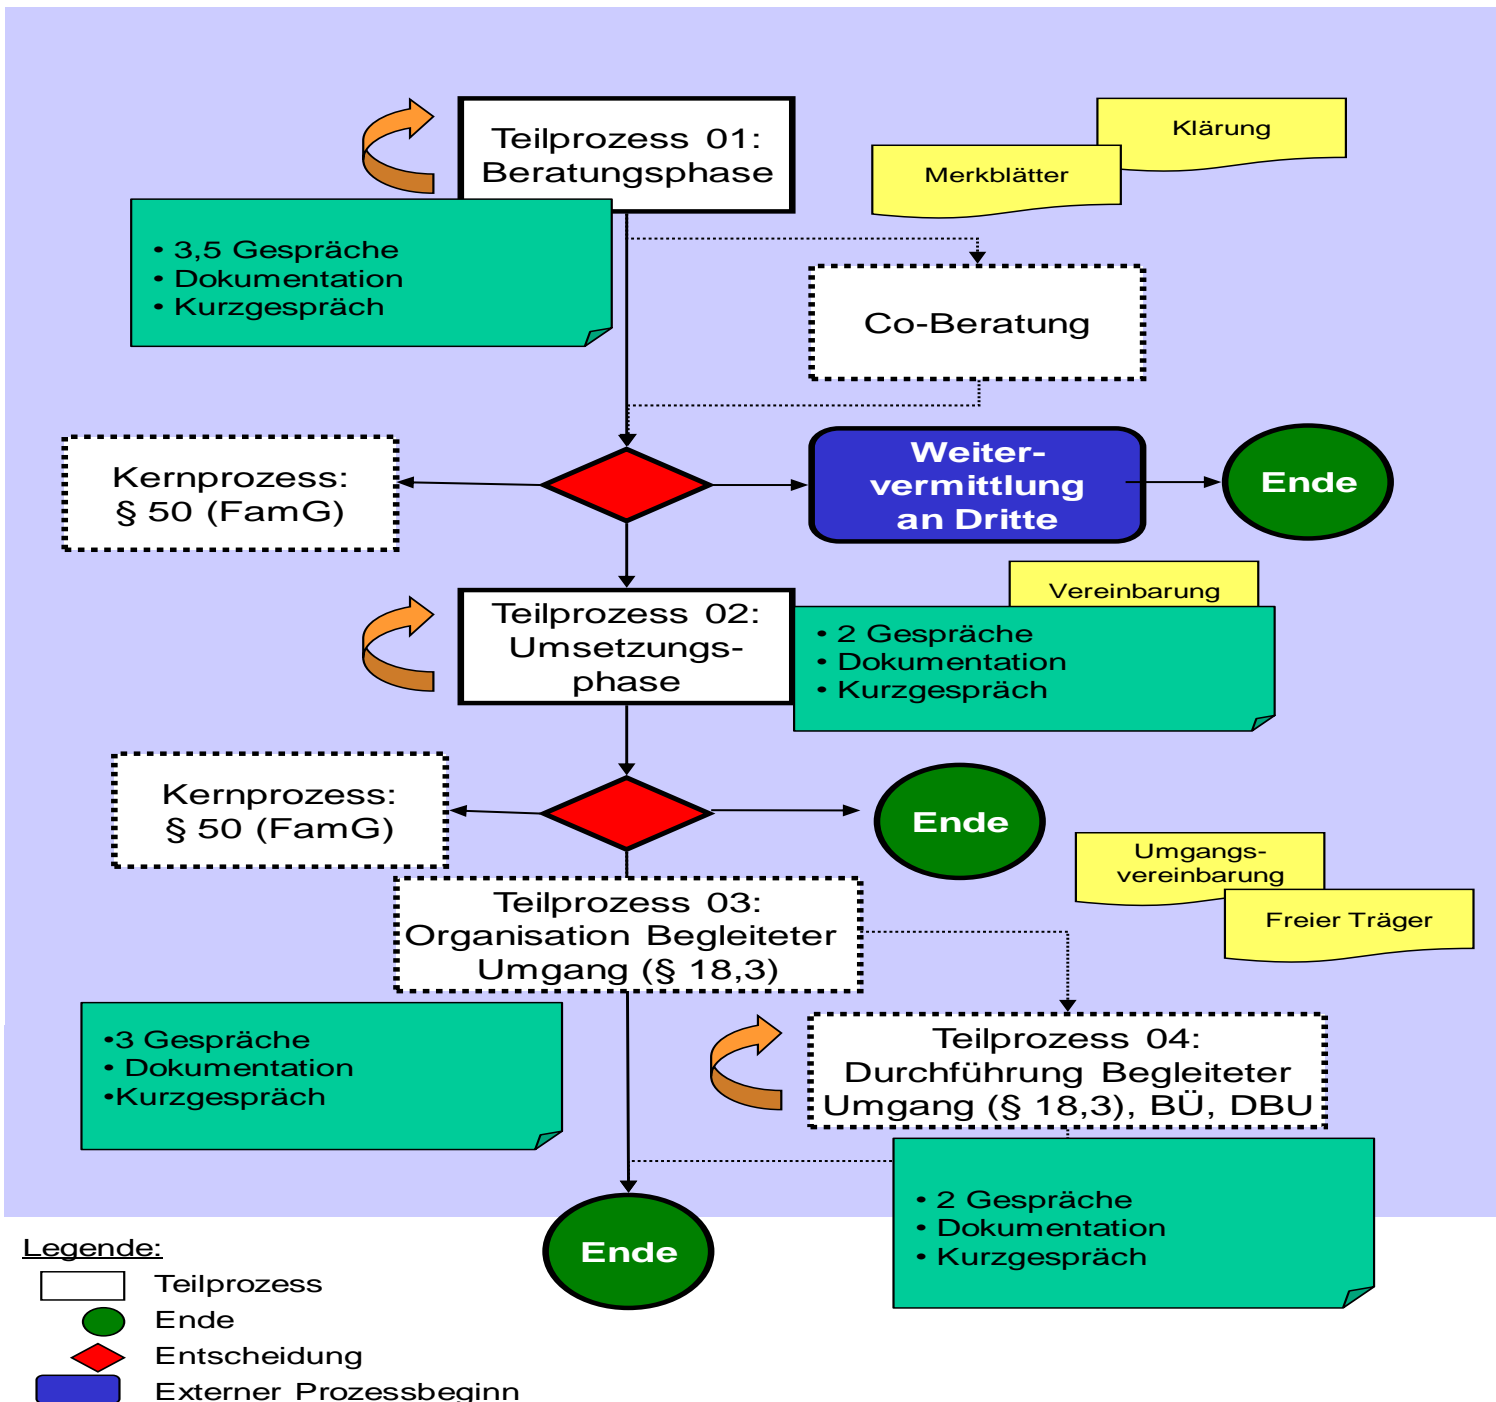 Teilprozess 01:
Beratungsphase
Klärung
Merkblätter
• 3,5 Gespräche
• Dokumentation
• Kurzgespräch
Co-Beratung
Kernprozess:
§ 50 (FamG)
Weiter-
vermittlung
an Dritte
Ende
Teilprozess 02:
Umsetzungs-
phase
Vereinbarung
• 2 Gespräche
• Dokumentation
• Kurzgespräch
Kernprozess:
§ 50 (FamG)
Ende
Umgangs-
vereinbarung
Freier Träger
Teilprozess 03:
Organisation Begleiteter
Umgang (§ 18,3)
•3 Gespräche
• Dokumentation
•Kurzgespräch
Teilprozess 04:
Durchführung Begleiteter
Umgang (§ 18,3), BÜ, DBU
• 2 Gespräche
• Dokumentation
• Kurzgespräch
Ende
Legende:
Teilprozess
Ende
Entscheidung
Externer Prozessbeginn